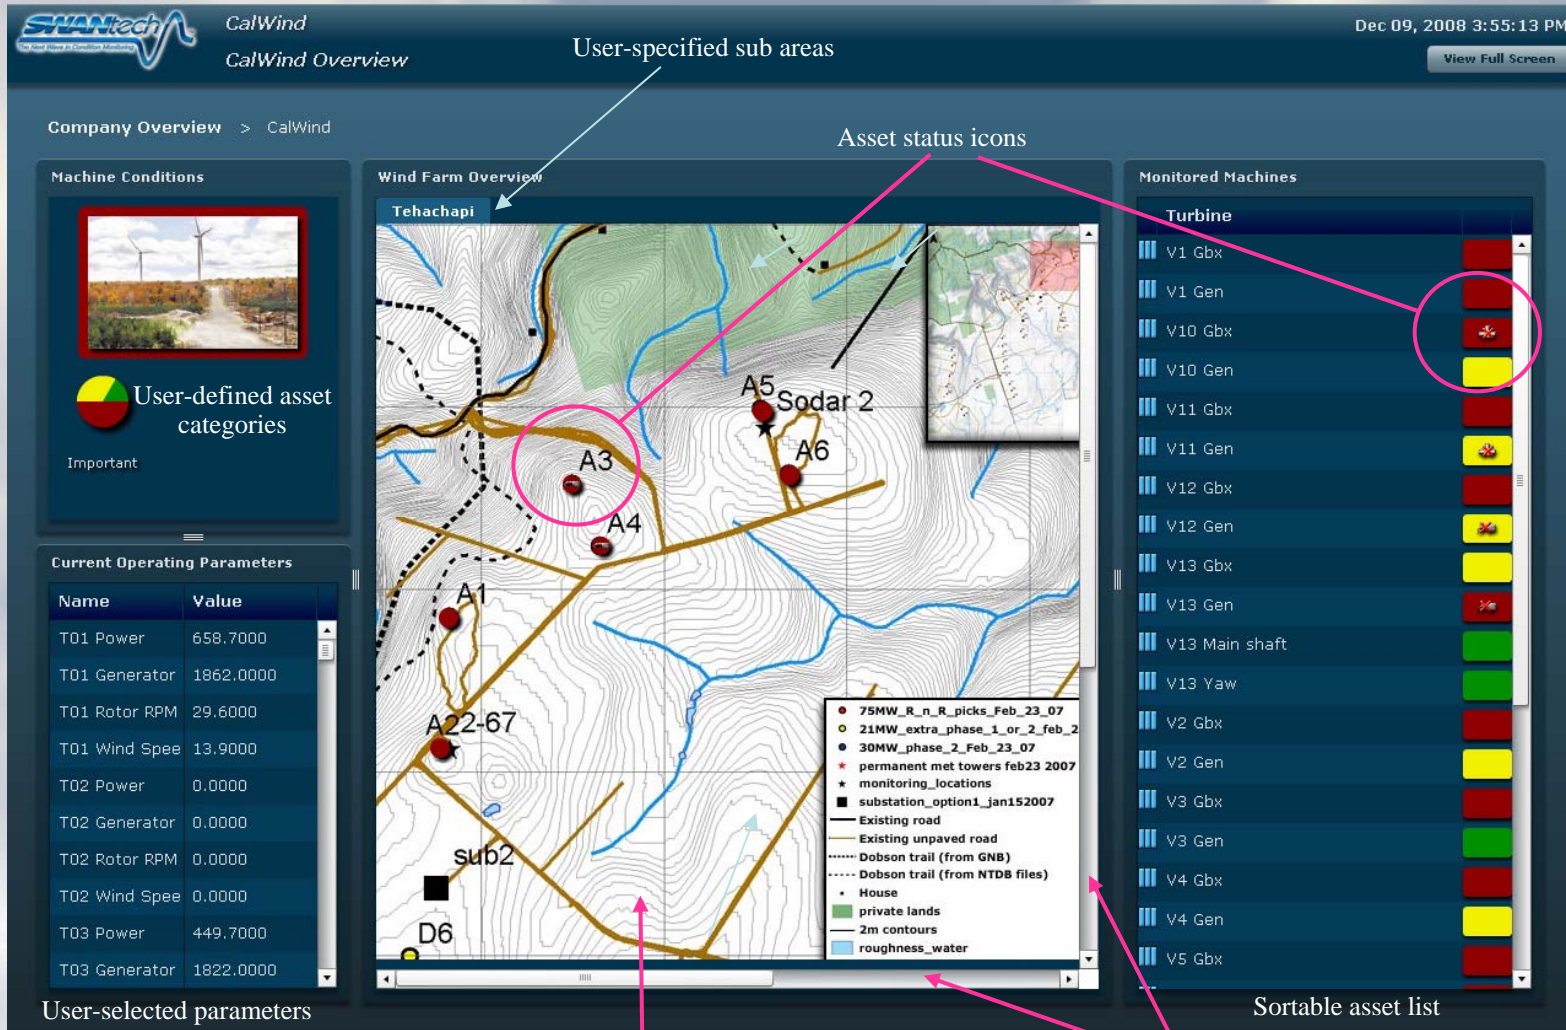 SWANtech
The Next Wave in Condition Monitoring
CalWind
CalWind Overview
Dec 09, 2008 3:55:13 PM
View Full Screen
User-specified sub areas
Company Overview > CalWind
Asset status icons
Machine Conditions
User-defined asset
categories
Important
Current Operating Parameters
Name Value
T01 Power 658.7000
T01 Generator 1862.0000
T01 Rotor RPM 29.6000
T01 Wind Spee 13.9000
T02 Power 0.0000
T02 Generator 0.0000
T02 Rotor RPM 0.0000
T02 Wind Spee 0.0000
T03 Power 449.7000
T03 Generator 1822.0000
User-selected parameters
Wind Farm Overview
Tehachapi
A5
Sodar 2
A3
A6
A4
A1
A22-67
sub2
D6
75MW_R_n_R_picks_Feb_23_07
21MW_extra_phase_1_or_2_feb_2
30MW_phase_2_Feb_23_07
permanent met towers feb23 2007
monitoring_locations
substation_option1_jan152007
Existing road
Existing unpaved road
Dobson trail (from GNB)
Dobson trail (from NTDB files)
House
private lands
2m contours
roughness_water
Monitored Machines
Turbine
V1 Gbx
V1 Gen
V10 Gbx
V10 Gen
V11 Gbx
V11 Gen
V12 Gbx
V12 Gen
V13 Gbx
V13 Gen
V13 Main shaft
V13 Yaw
V2 Gbx
V2 Gen
V3 Gbx
V3 Gen
V4 Gbx
V4 Gen
V5 Gbx
Sortable asset list